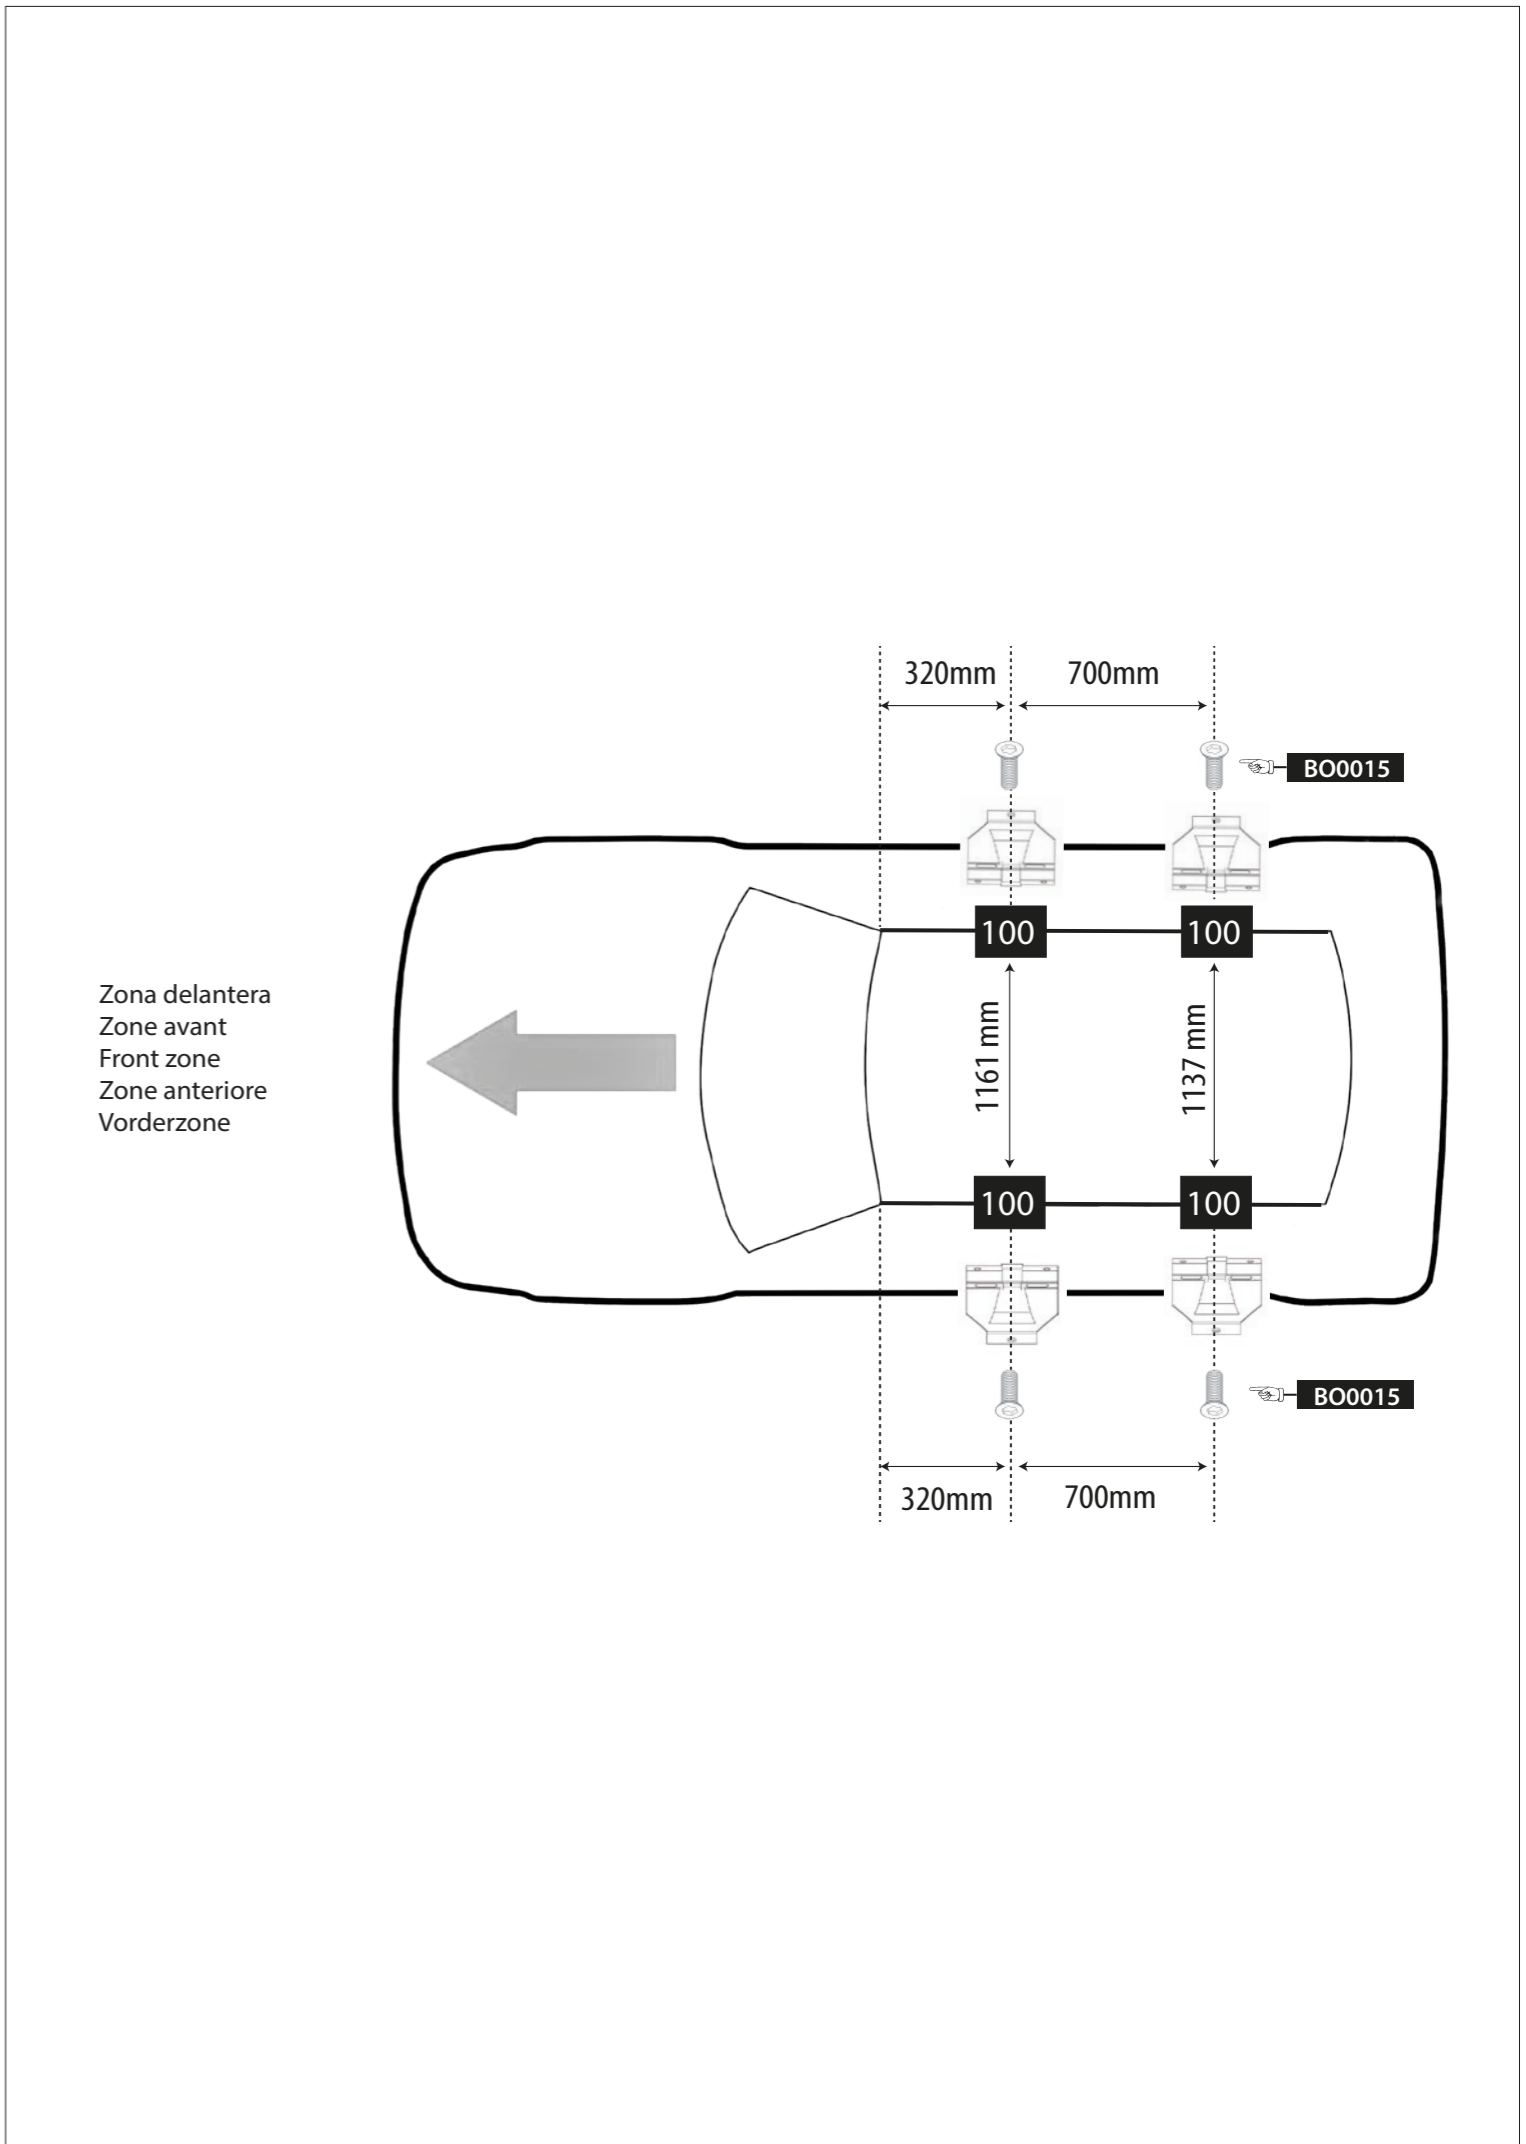 320mm
700mm
BO0015
100
100
Zona delantera
Zone avant
Front zone
Zone anteriore
Vorderzone
1161 mm
1137 mm
100
100
BO0015
320mm
700mm